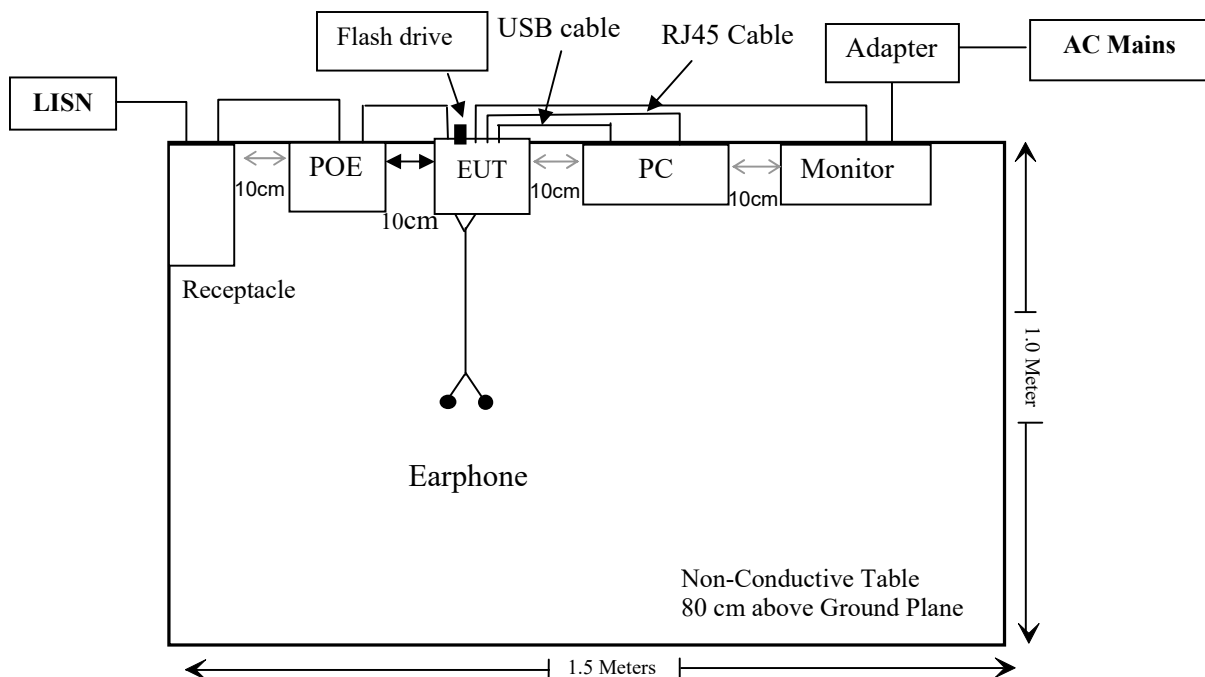 Flash drive
USB cable
RJ45 Cable
Adapter
AC Mains
LISN
POE
EUT
PC
Monitor
10cm
10cm
10cm
10cm
Receptacle
Earphone
1.0 Meter
Non-Conductive Table
80 cm above Ground Plane
1.5 Meters